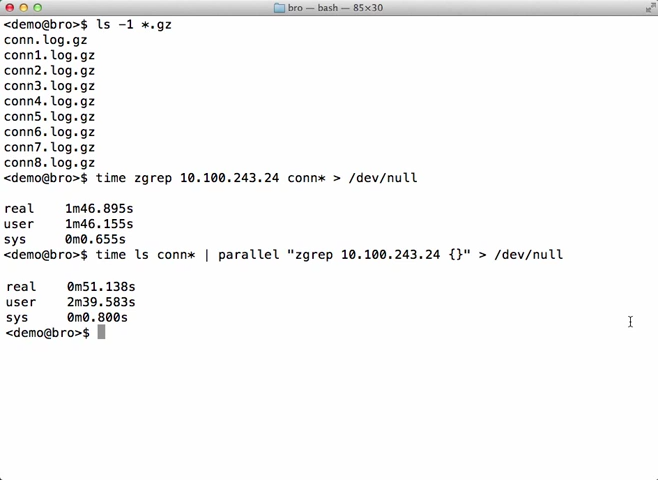 bro — bash — 85×30
<demo@bro>$ ls -1 *.gz
conn.log.gz
conn1.log.gz
conn2.log.gz
conn3.log.gz
conn4.log.gz
conn5.log.gz
conn6.log.gz
conn7.log.gz
conn8.log.gz
<demo@bro>$ time zgrep 10.100.243.24 conn* > /dev/null
real 1m46.895s
user 1m46.155s
sys 0m0.655s
<demo@bro>$ time ls conn* | parallel "zgrep 10.100.243.24 {}" > /dev/null
real 0m51.138s
user 2m39.583s
sys 0m0.800s
<demo@bro>$